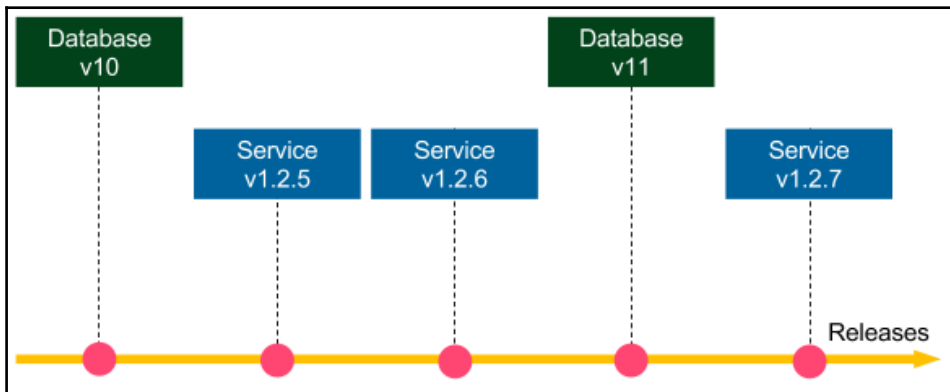 Database
v10
Database
v11
Service
v1.2.5
Service
v1.2.6
Service
v1.2.7
Releases